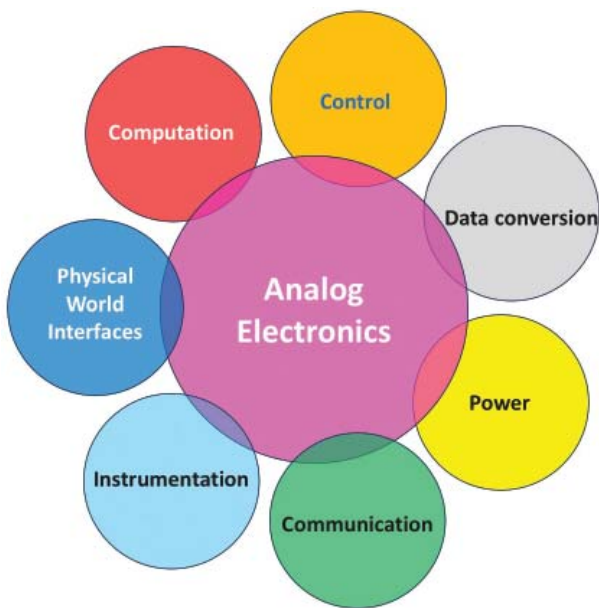 Control
Computation
Data conversion
Physical
World
Interfaces
Analog
Electronics
Power
Instrumentation
Communication